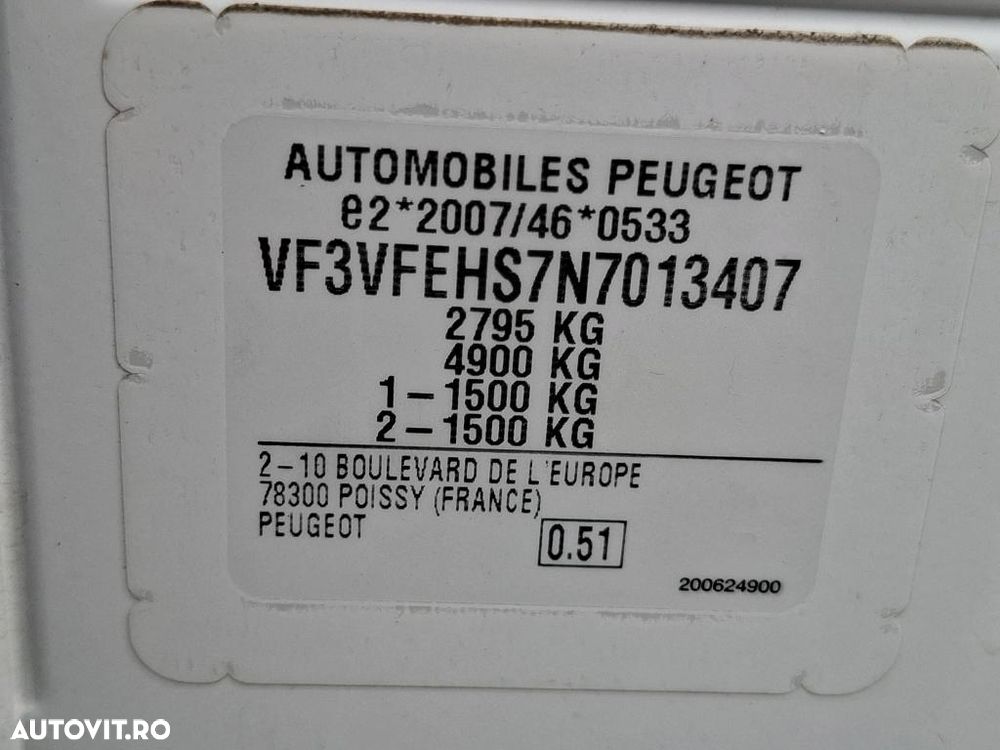 AUTOMOBILES PEUGEOT
e2*2007/46*0533
VF3VFEHS7N7013407
2795 KG
4900 KG
1-1500 KG
2-1500 KG
2-10 BOULEVARD DE L'EUROPE
78300 POISSY (FRANCE)
PEUGEOT
0.51
200624900
AUTOVIT.RO